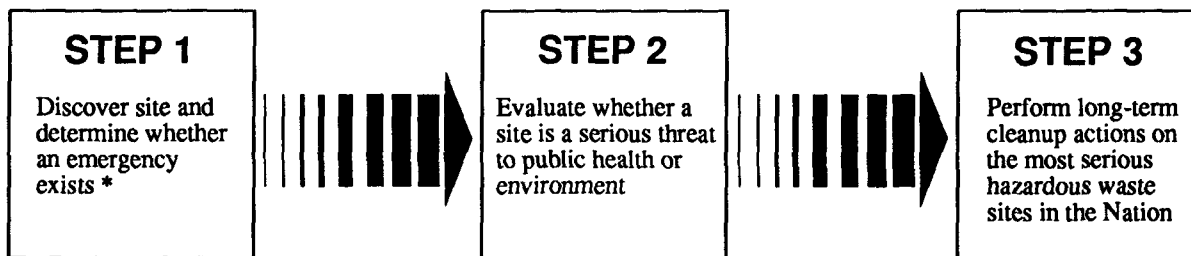 STEP 1
Discover site and
determine whether
an emergency
exists *
STEP 2
Evaluate whether a
site is a serious threat
to public health or
environment
STEP 3
Perform long-term
cleanup actions on
the most serious
hazardous waste
sites in the Nation